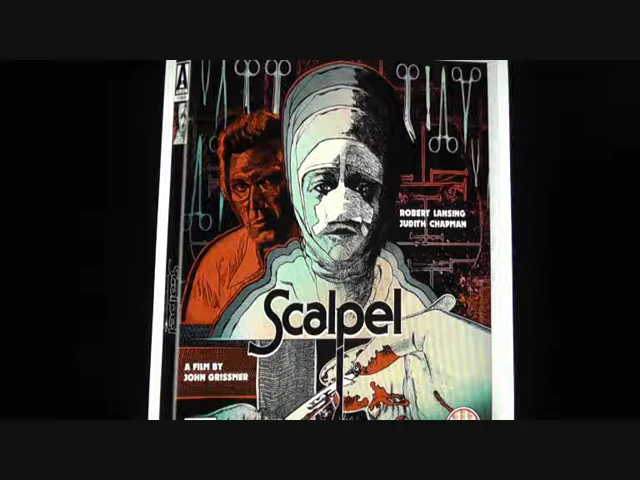 ROBERT LANSING
JUDITH CHAPMAN
Scalpel
A FILM BY
JOHN GRISSMER